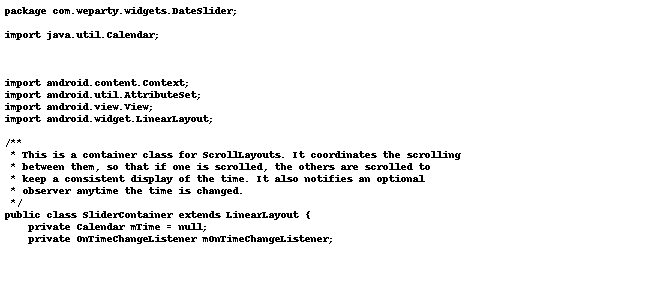 package com.weparty.widgets.DateSlider;
import java.util.Calendar;
import android.content.Context;
import android.util.AttributeSet;
import android.view.View;
import android.widget.LinearLayout;
/**
 * This is a container class for ScrollLayouts. It coordinates the scrolling
 * between them, so that if one is scrolled, the others are scrolled to
 * keep a consistent display of the time. It also notifies an optional
 * observer anytime the time is changed.
 */
public class SliderContainer extends LinearLayout {
    private Calendar mTime = null;
    private OnTimeChangeListener mOnTimeChangeListener;